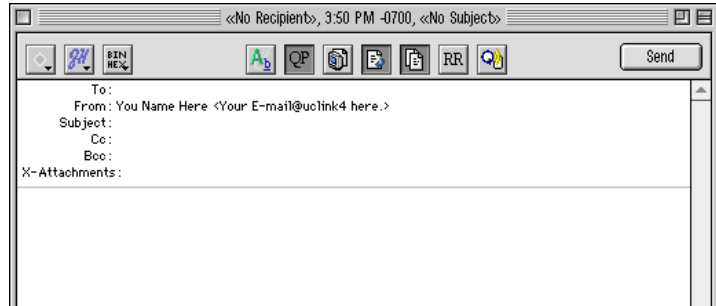 «No Recipient», 3:50 PM -0700, «No Subject»
BIN HEX Ab QP RR Send
To:
From: You Name Here <Your E-mail@uclink4 here.>
Subject:
Cc:
Bcc:
X-Attachments: